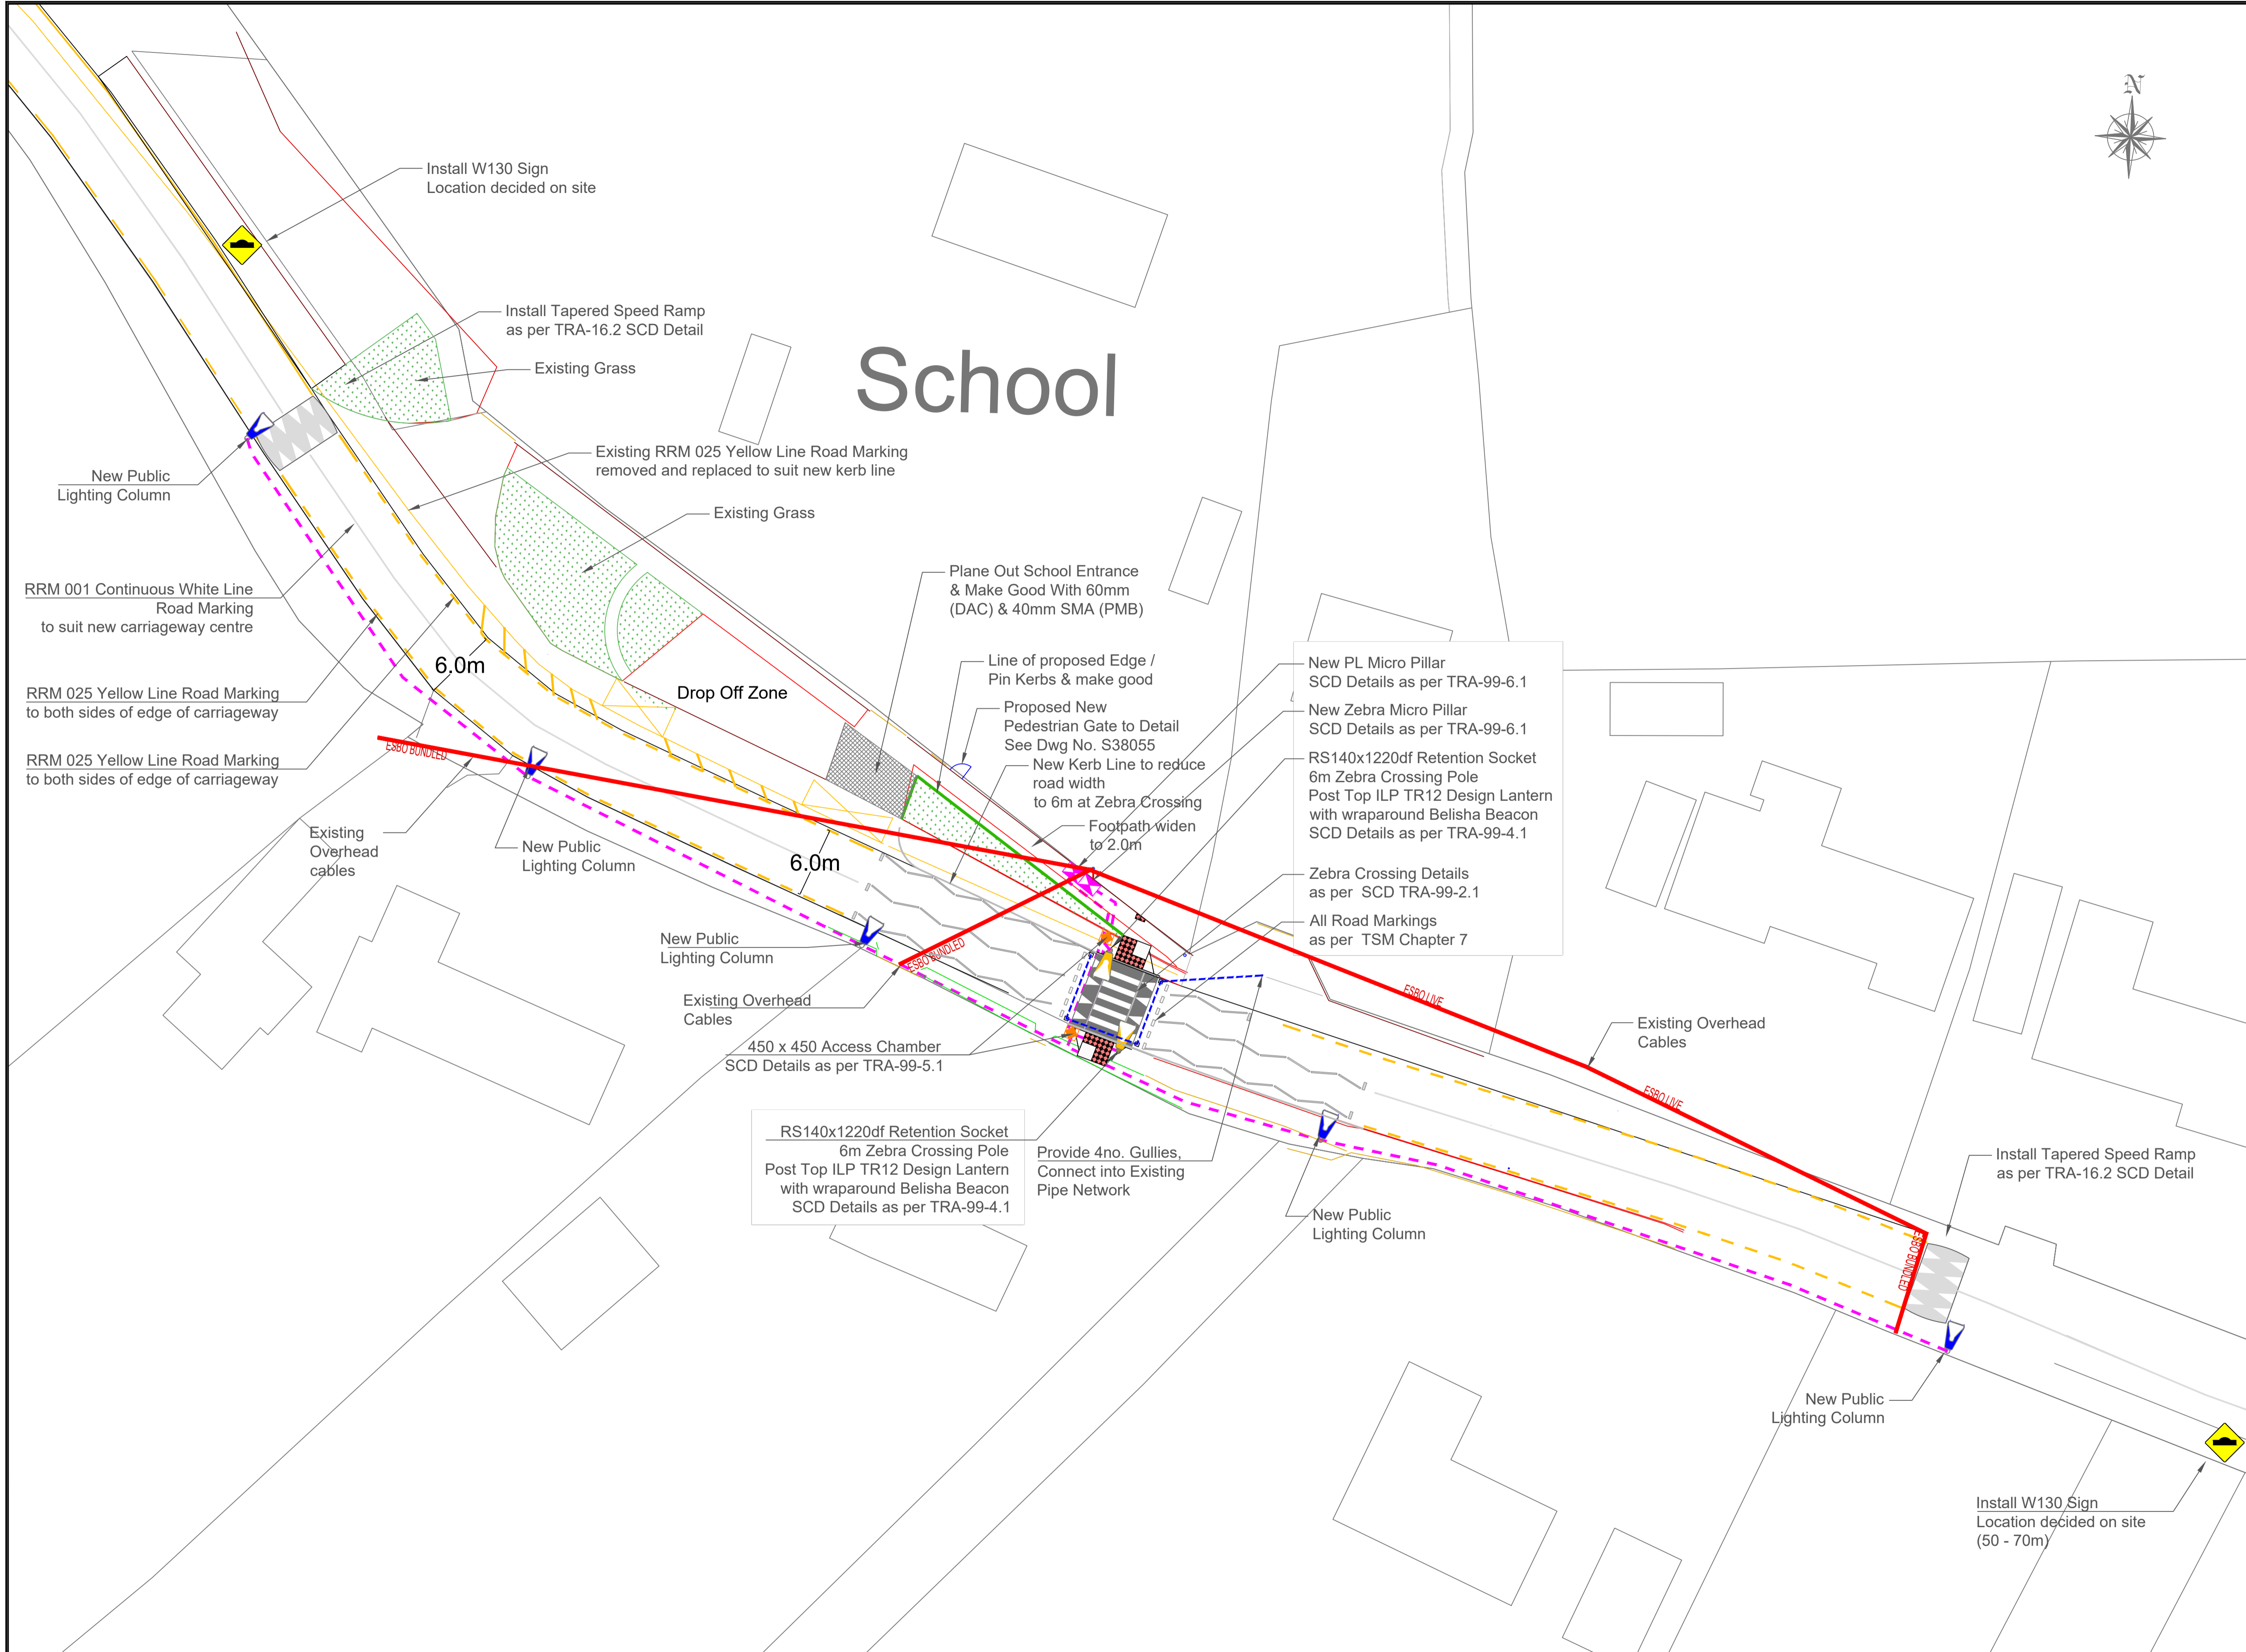 N
Install W130 Sign
Location decided on site
Install Tapered Speed Ramp
as per TRA-16.2 SCD Detail
Existing Grass
School
Existing RRM 025 Yellow Line Road Marking
removed and replaced to suit new kerb line
New Public
Lighting Column
Existing Grass
Plane Out School Entrance
& Make Good With 60mm
(DAC) & 40mm SMA (PMB)
RRM 001 Continuous White Line
Road Marking
to suit new carriageway centre
6.0m
Line of proposed Edge /
Pin Kerbs & make good
Drop Off Zone
RRM 025 Yellow Line Road Marking
to both sides of edge of carriageway
Proposed New
Pedestrian Gate to Detail
See Dwg No. S38055
New Kerb Line to reduce
road width
to 6m at Zebra Crossing
RRM 025 Yellow Line Road Marking
to both sides of edge of carriageway
ESBO BUNDLED
Footpath widen
to 2.0m
New PL Micro Pillar
SCD Details as per TRA-99-6.1
New Zebra Micro Pillar
SCD Details as per TRA-99-6.1
RS140x1220df Retention Socket
6m Zebra Crossing Pole
Post Top ILP TR12 Design Lantern
with wraparound Belisha Beacon
SCD Details as per TRA-99-4.1
Zebra Crossing Details
as per SCD TRA-99-2.1
All Road Markings
as per TSM Chapter 7
Existing
Overhead
cables
New Public
Lighting Column
6.0m
New Public
Lighting Column
ESBO BUNDLED
Existing Overhead
Cables
ESBO LIVE
Existing Overhead
Cables
450 x 450 Access Chamber
SCD Details as per TRA-99-5.1
ESBO LIVE
RS140x1220df Retention Socket
6m Zebra Crossing Pole
Post Top ILP TR12 Design Lantern
with wraparound Belisha Beacon
SCD Details as per TRA-99-4.1
Provide 4no. Gullies,
Connect into Existing
Pipe Network
New Public
Lighting Column
Install Tapered Speed Ramp
as per TRA-16.2 SCD Detail
ESBO BUNDLED
New Public
Lighting Column
Install W130 Sign
Location decided on site
(50 - 70m)